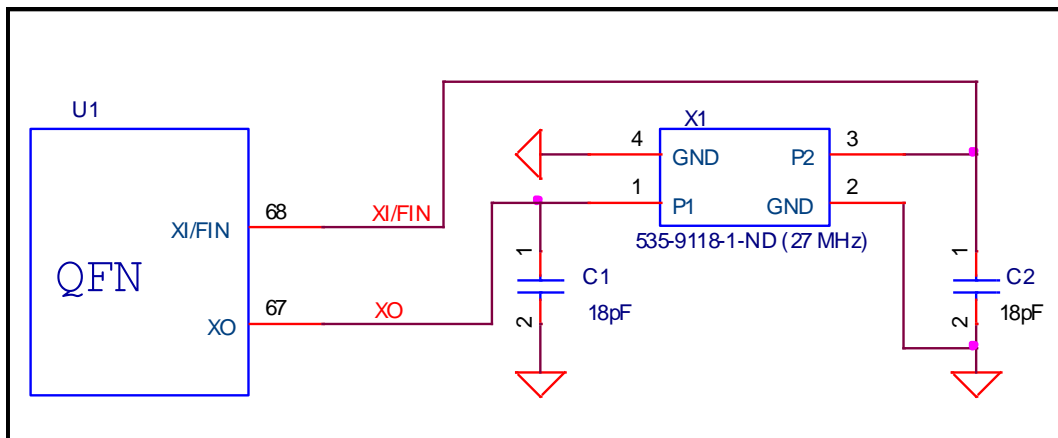 U1
X1
4
GND
P2
3
1
P1
GND
2
68
XI/FIN
XI/FIN
535-9118-1-ND (27 MHz)
QFN
1
C1
18pF
2
1
C2
18pF
2
67
XO
XO